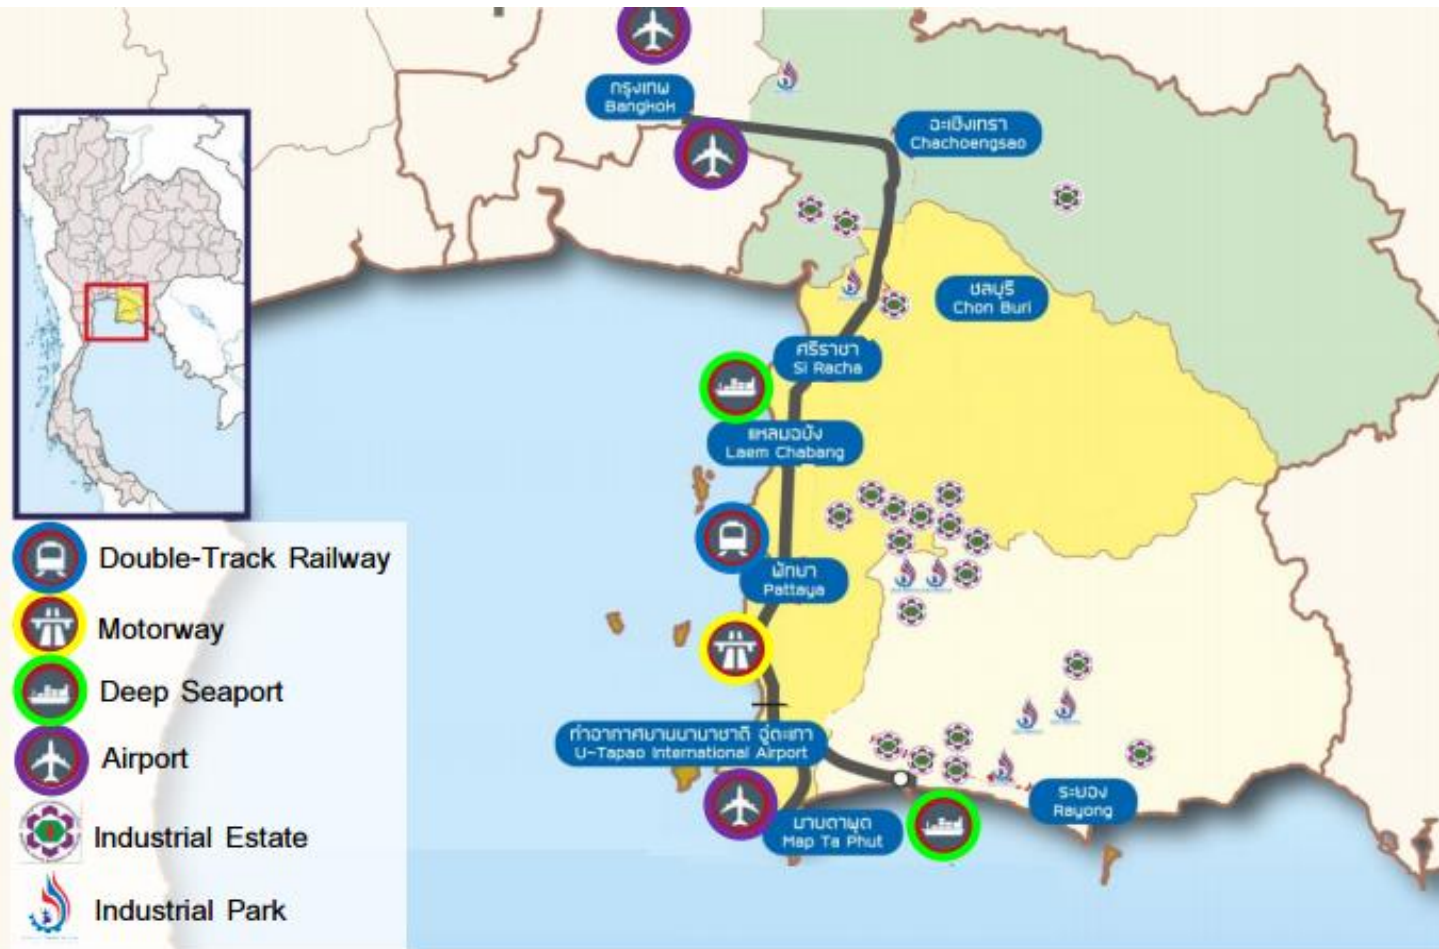 กรุงเทพ
Bangkok
ฉะเชิงเทรา
Chachoengsao
ชลบุรี
Chon Buri
ศรีราชา
Si Racha
แหลมฉบัง
Laem Chabang
พัทยา
Pattaya
ท่าอากาศยานนานาชาติ อู่ตะเภา
U-Tapao International Airport
มาบตาพุด
Map Ta Phut
ระยอง
Rayong
Double-Track Railway
Motorway
Deep Seaport
Airport
Industrial Estate
Industrial Park